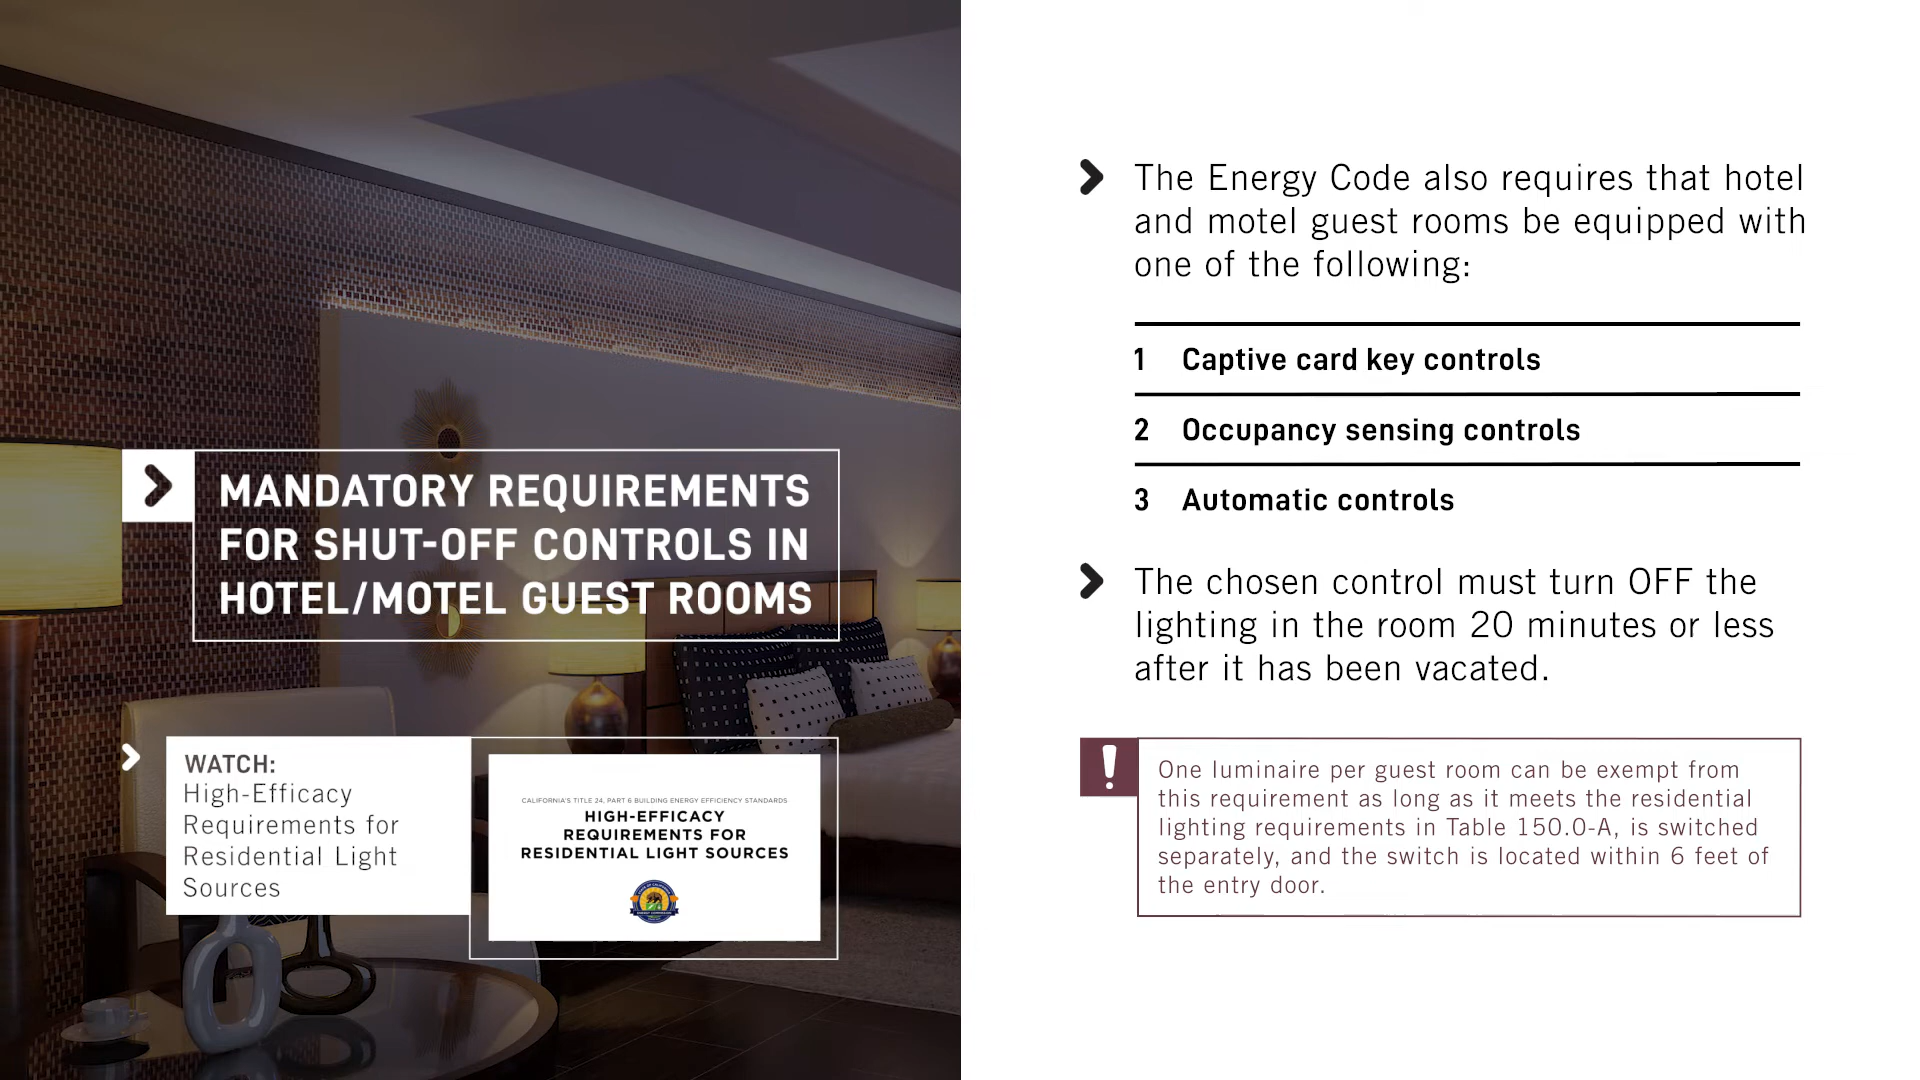 MANDATORY REQUIREMENTS
FOR SHUT-OFF CONTROLS IN
HOTEL/MOTEL GUEST ROOMS
WATCH:
High-Efficacy
Requirements for
Residential Light
Sources
CALIFORNIA'S TITLE 24, PART 6 BUILDING ENERGY EFFICIENCY STANDARDS
HIGH-EFFICACY
REQUIREMENTS FOR
RESIDENTIAL LIGHT SOURCES
The Energy Code also requires that hotel
and motel guest rooms be equipped with
one of the following:
1 Captive card key controls
2 Occupancy sensing controls
3 Automatic controls
The chosen control must turn OFF the
lighting in the room 20 minutes or less
after it has been vacated.
One luminaire per guest room can be exempt from
this requirement as long as it meets the residential
lighting requirements in Table 150.0-A, is switched
separately, and the switch is located within 6 feet of
the entry door.